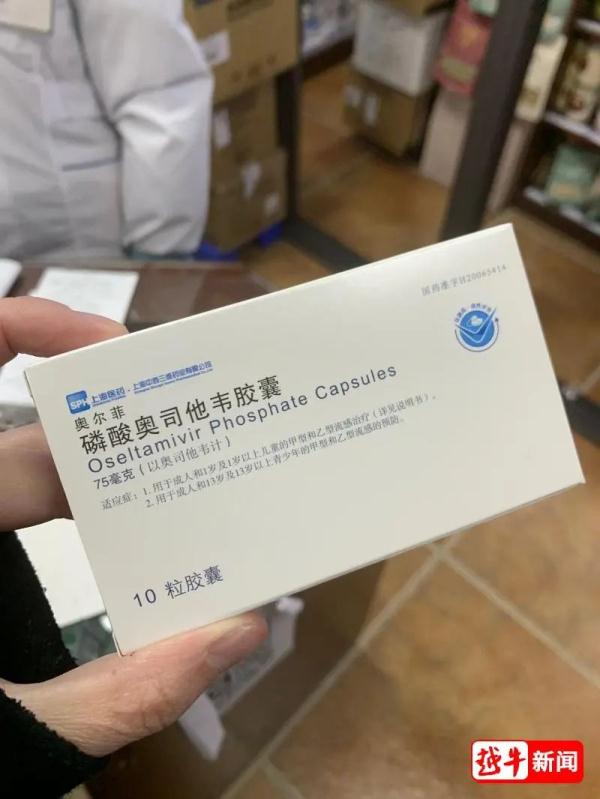 国药准字H20065414
SPH 上海医药·上海中西三维药业有限公司
奥尔菲
磷酸奥司他韦胶囊
Oseltamivir Phosphate Capsules
75毫克(以奥司他韦计)
适应症:1.用于成人和1岁及1岁以上儿童的甲型和乙型流感治疗(详见说明书)。
2.用于成人和13岁及13岁以上青少年的甲型和乙型流感的预防。
10 粒胶囊
越牛新闻